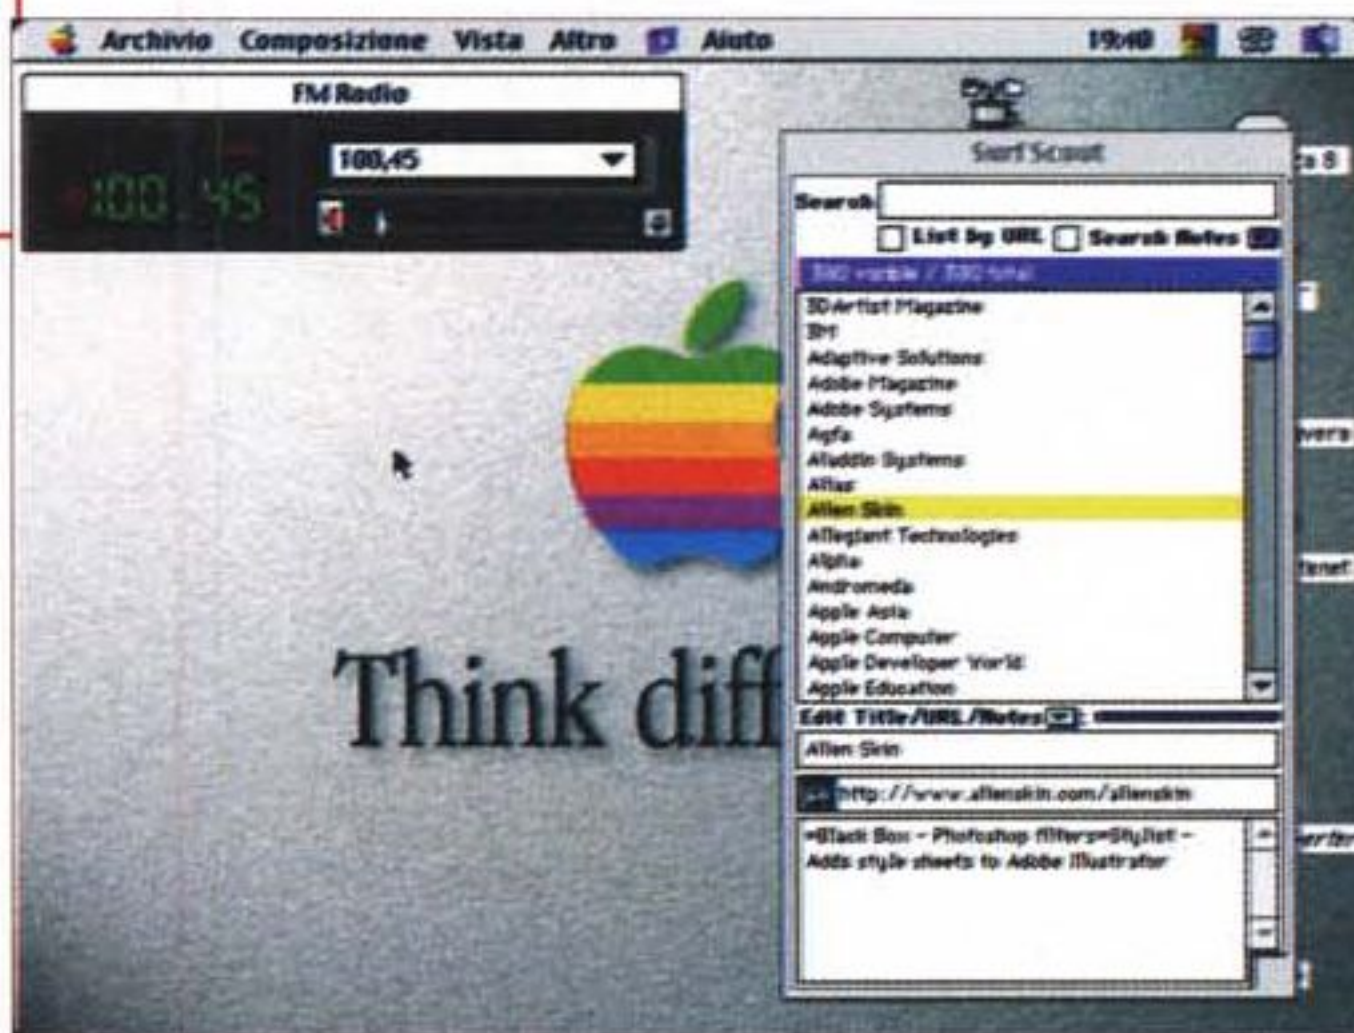 Archivio Composizione Vista Altro Aiuto 19:48
FM Radio
100.45
100,45
Surf Scout
Search
List by URL Search Notes
3D Artist Magazine
3M
Adaptive Solutions
Adobe Magazine
Adobe Systems
Agfa
Aladdin Systems
Alias
Alien Skin
Allegiant Technologies
Alpha
Andromeda
Apple Asia
Apple Computer
Apple Developer World
Apple Education
Edit Title/URL/Notes
Alien Skin
http://www.alienskin.com/alienskin
=Black Box - Photoshop filters=Stylist -
Adds style sheets to Adobe Illustrator
Think diff